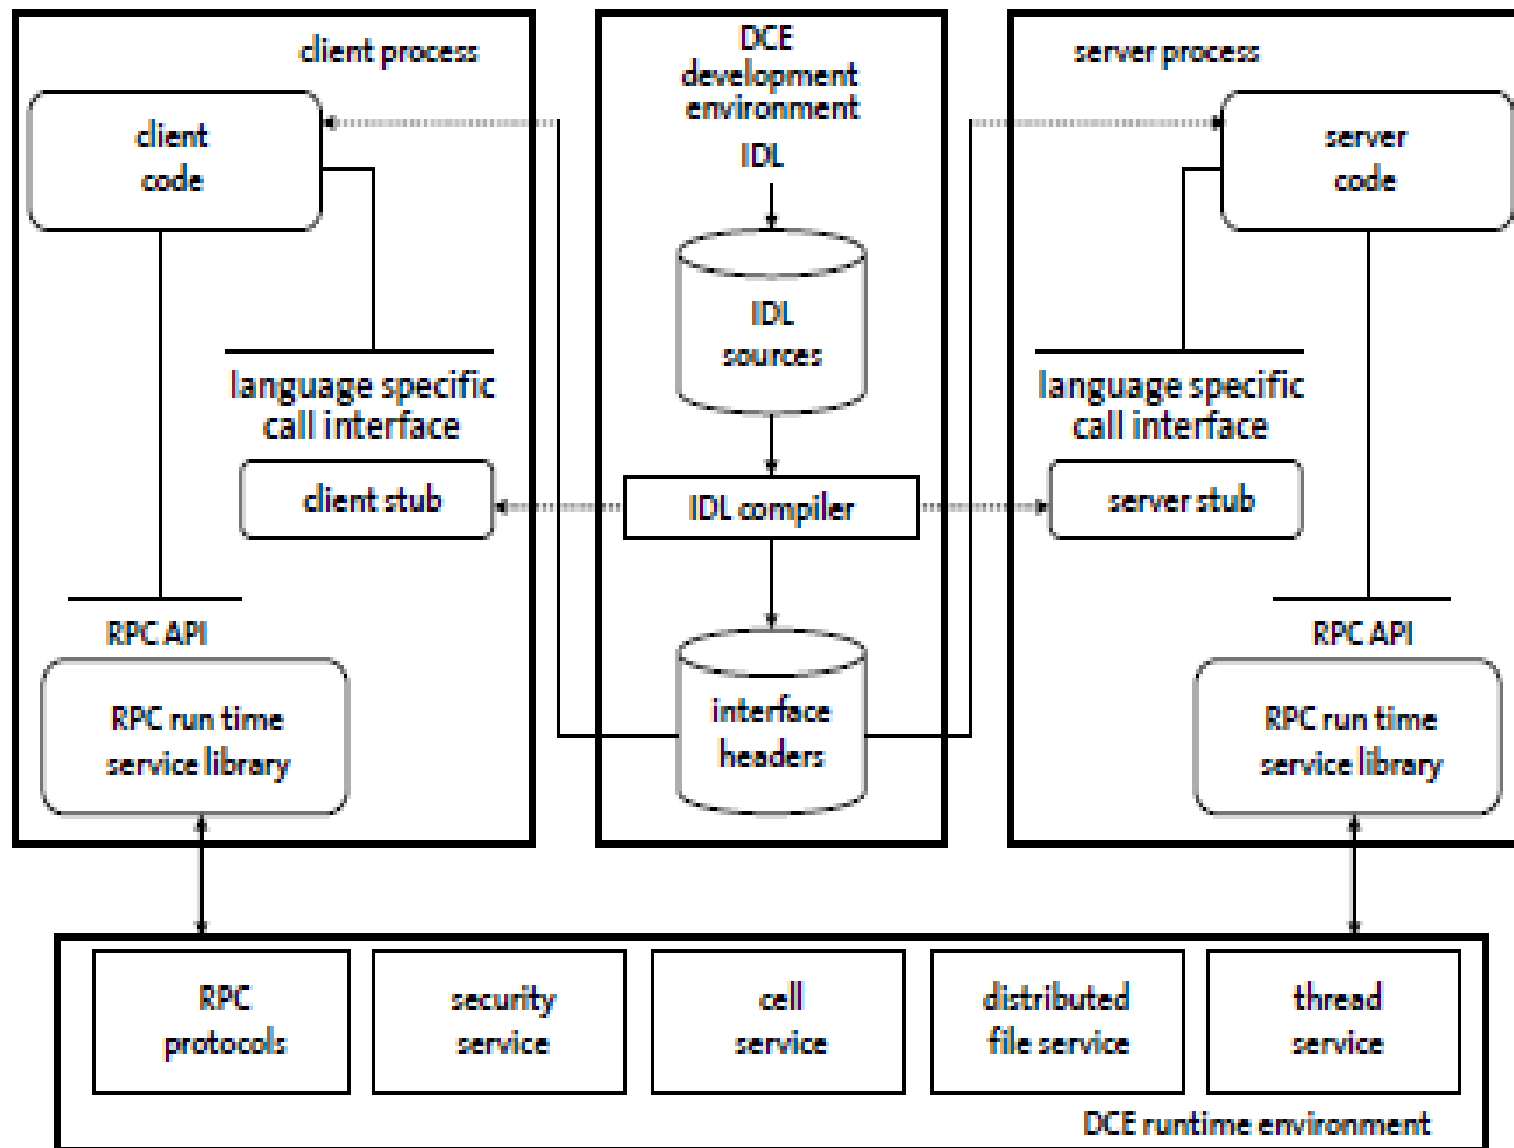 client process
client
code
language specific
call interface
client stub
RPC API
RPC run time
service library
DCE
development
environment
IDL
IDL
sources
IDL compiler
interface
headers
server process
server
code
language specific
call interface
server stub
RPC API
RPC run time
service library
RPC
protocols
security
service
cell
service
distributed
file service
thread
service
DCE runtime environment